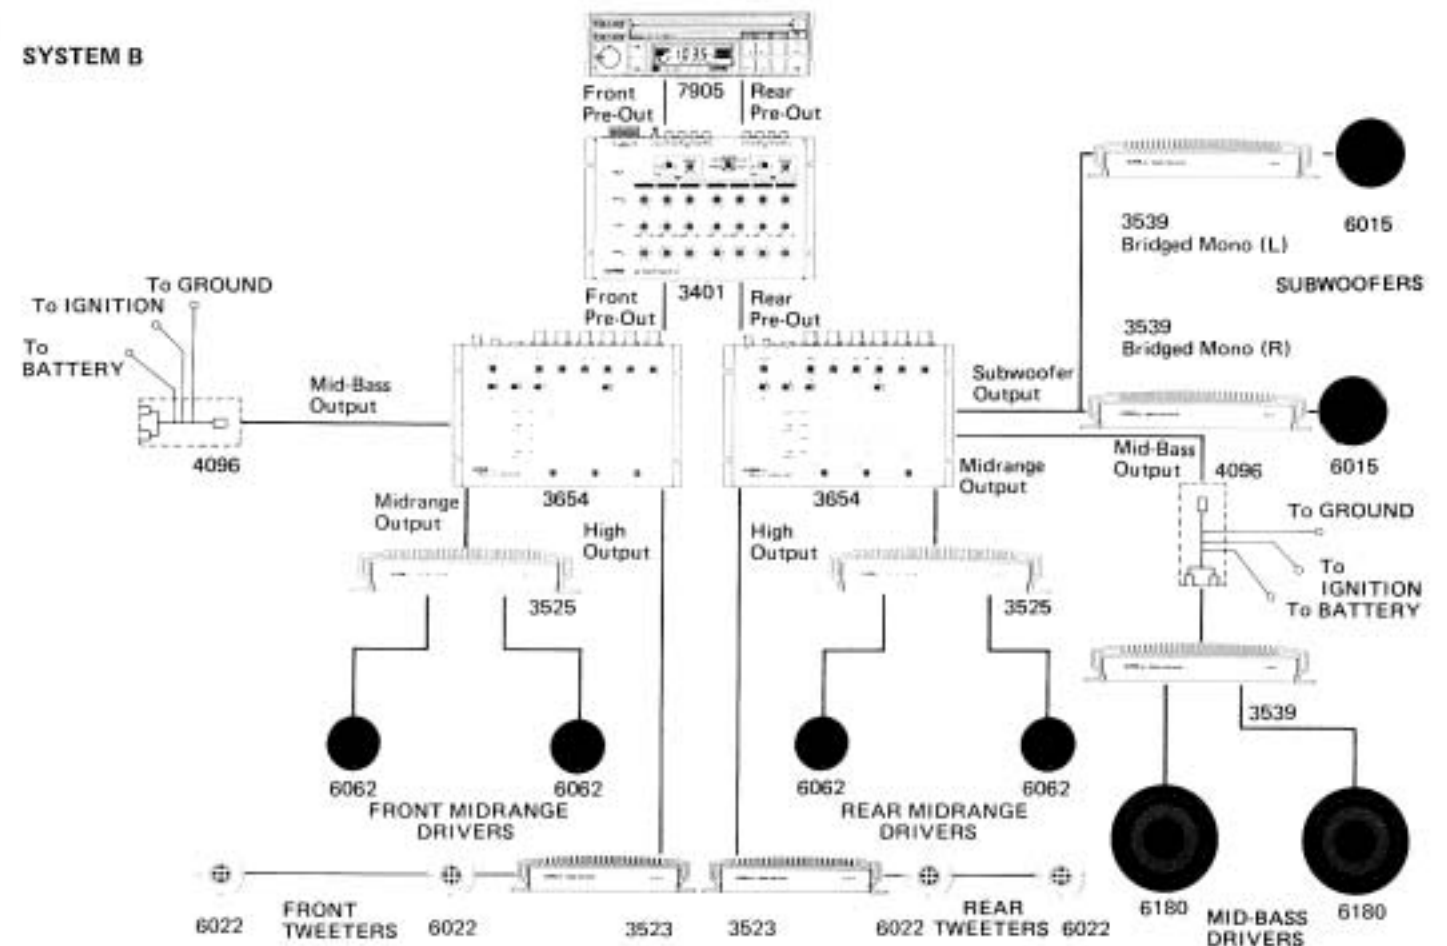 SYSTEM B
103.5
Front
Pre-Out
7905
Rear
Pre-Out
3401
Front
Pre-Out
Rear
Pre-Out
To GROUND
To IGNITION
To
BATTERY
4096
Mid-Bass
Output
3654
Midrange
Output
High
Output
3525
6062
6062
FRONT MIDRANGE
DRIVERS
6022
FRONT
TWEETERS
6022
3523
3654
Subwoofer
Output
Midrange
Output
High
Output
3525
6062
6062
REAR MIDRANGE
DRIVERS
3523
6022
REAR
TWEETERS
6022
3539
Bridged Mono (L)
6015
SUBWOOFERS
3539
Bridged Mono (R)
6015
Mid-Bass
Output
4096
To GROUND
To
IGNITION
To BATTERY
3539
6180
MID-BASS
DRIVERS
6180